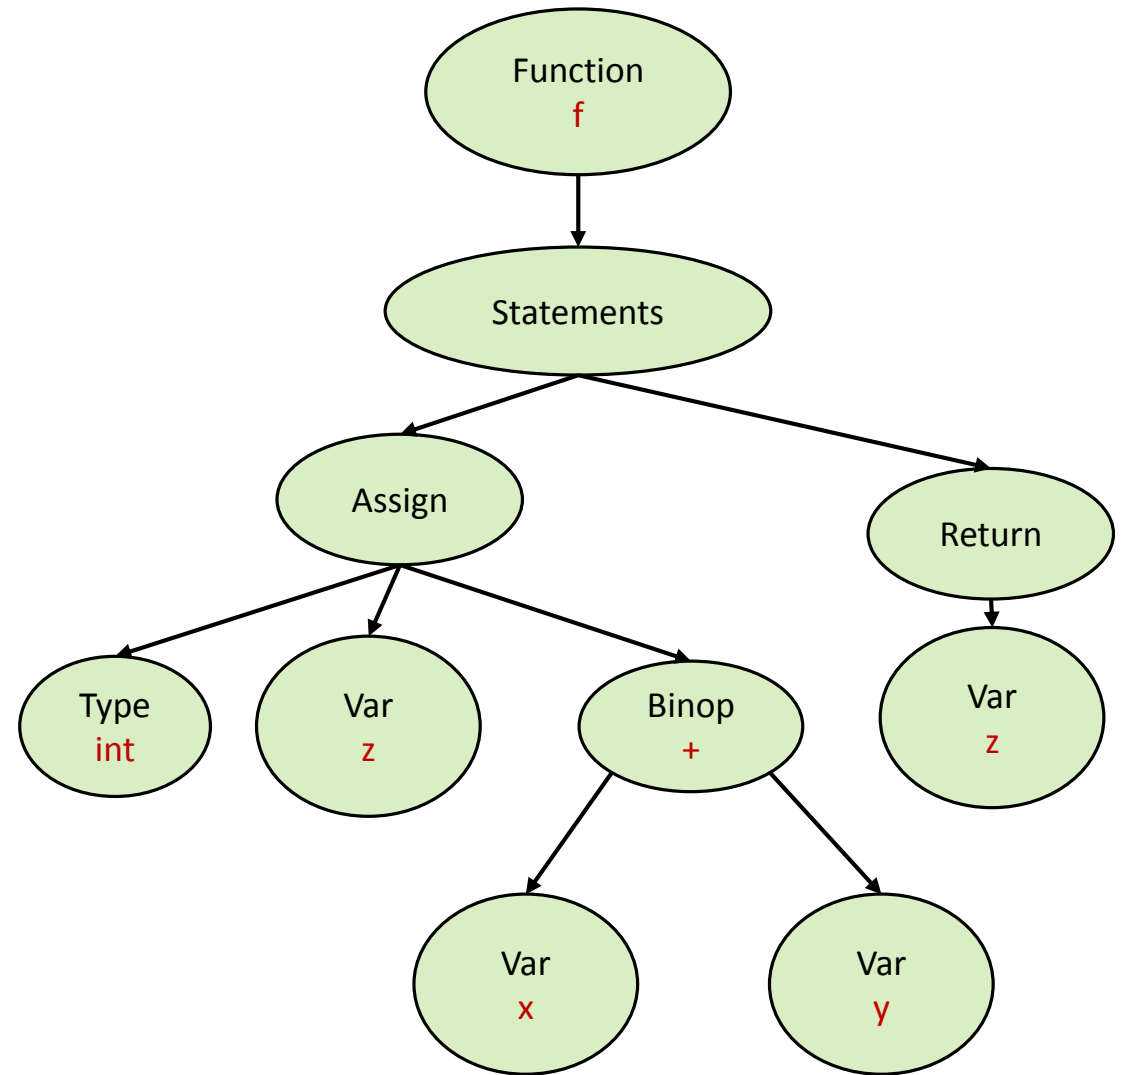 Function
f
Statements
Assign
Return
Type
int
Var
z
Binop
+
Var
z
Var
x
Var
y